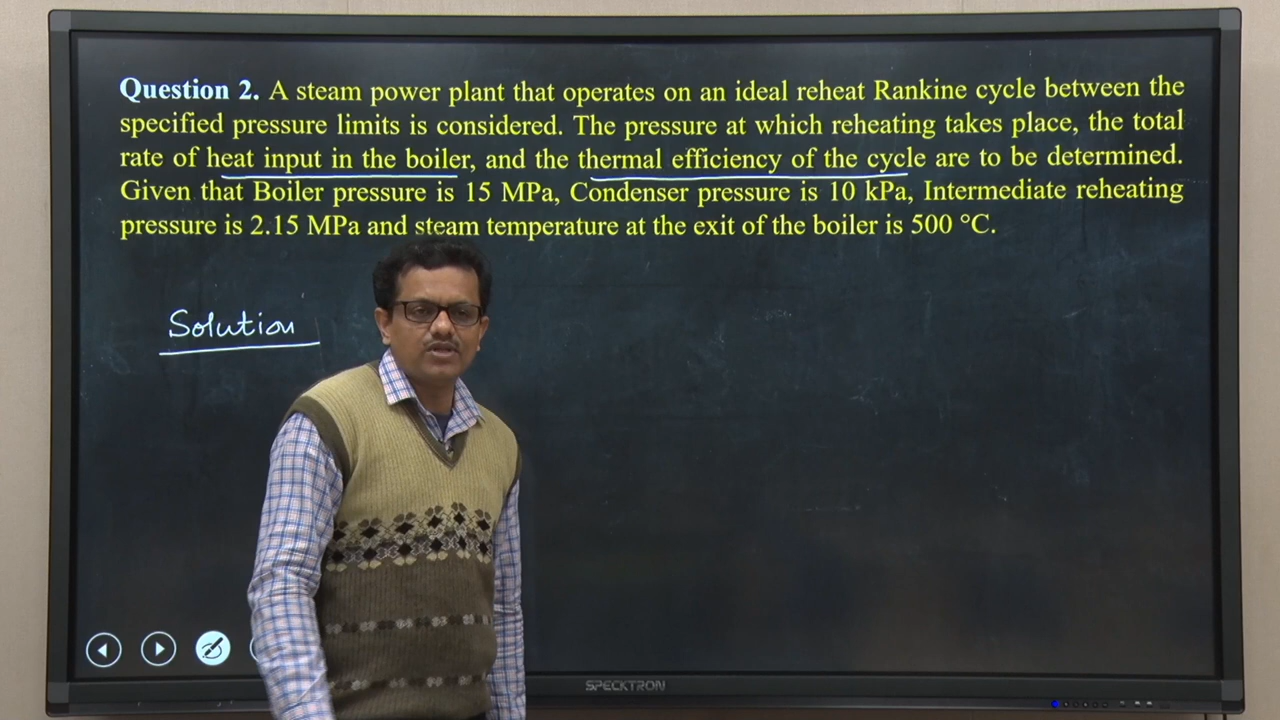 Question 2. A steam power plant that operates on an ideal reheat Rankine cycle between the
specified pressure limits is considered. The pressure at which reheating takes place, the total
rate of heat input in the boiler, and the thermal efficiency of the cycle are to be determined.
Given that Boiler pressure is 15 MPa, Condenser pressure is 10 kPa, Intermediate reheating
pressure is 2.15 MPa and steam temperature at the exit of the boiler is 500 °C.
Solution
SPECKTRON